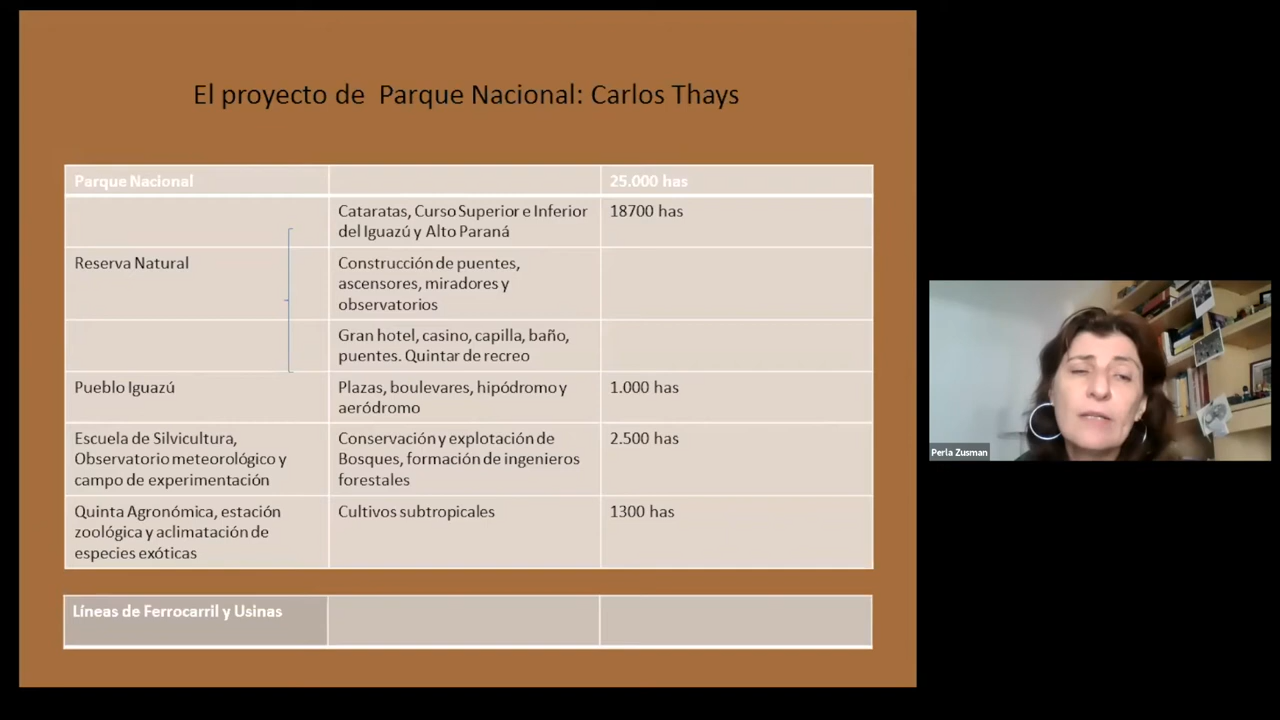 El proyecto de Parque Nacional: Carlos Thays
Parque Nacional
25.000 has
Cataratas, Curso Superior e Inferior
del Iguazú y Alto Paraná
18700 has
Reserva Natural
Construcción de puentes,
ascensores, miradores y
observatorios
Gran hotel, casino, capilla, baño,
puentes. Quintar de recreo
Pueblo Iguazú
Plazas, boulevares, hipódromo y
aeródromo
1.000 has
Escuela de Silvicultura,
Observatorio meteorológico y
campo de experimentación
Conservación y explotación de
Bosques, formación de ingenieros
forestales
2.500 has
Quinta Agronómica, estación
zoológica y aclimatación de
especies exóticas
Cultivos subtropicales
1300 has
Líneas de Ferrocarril y Usinas
Perla Zusman